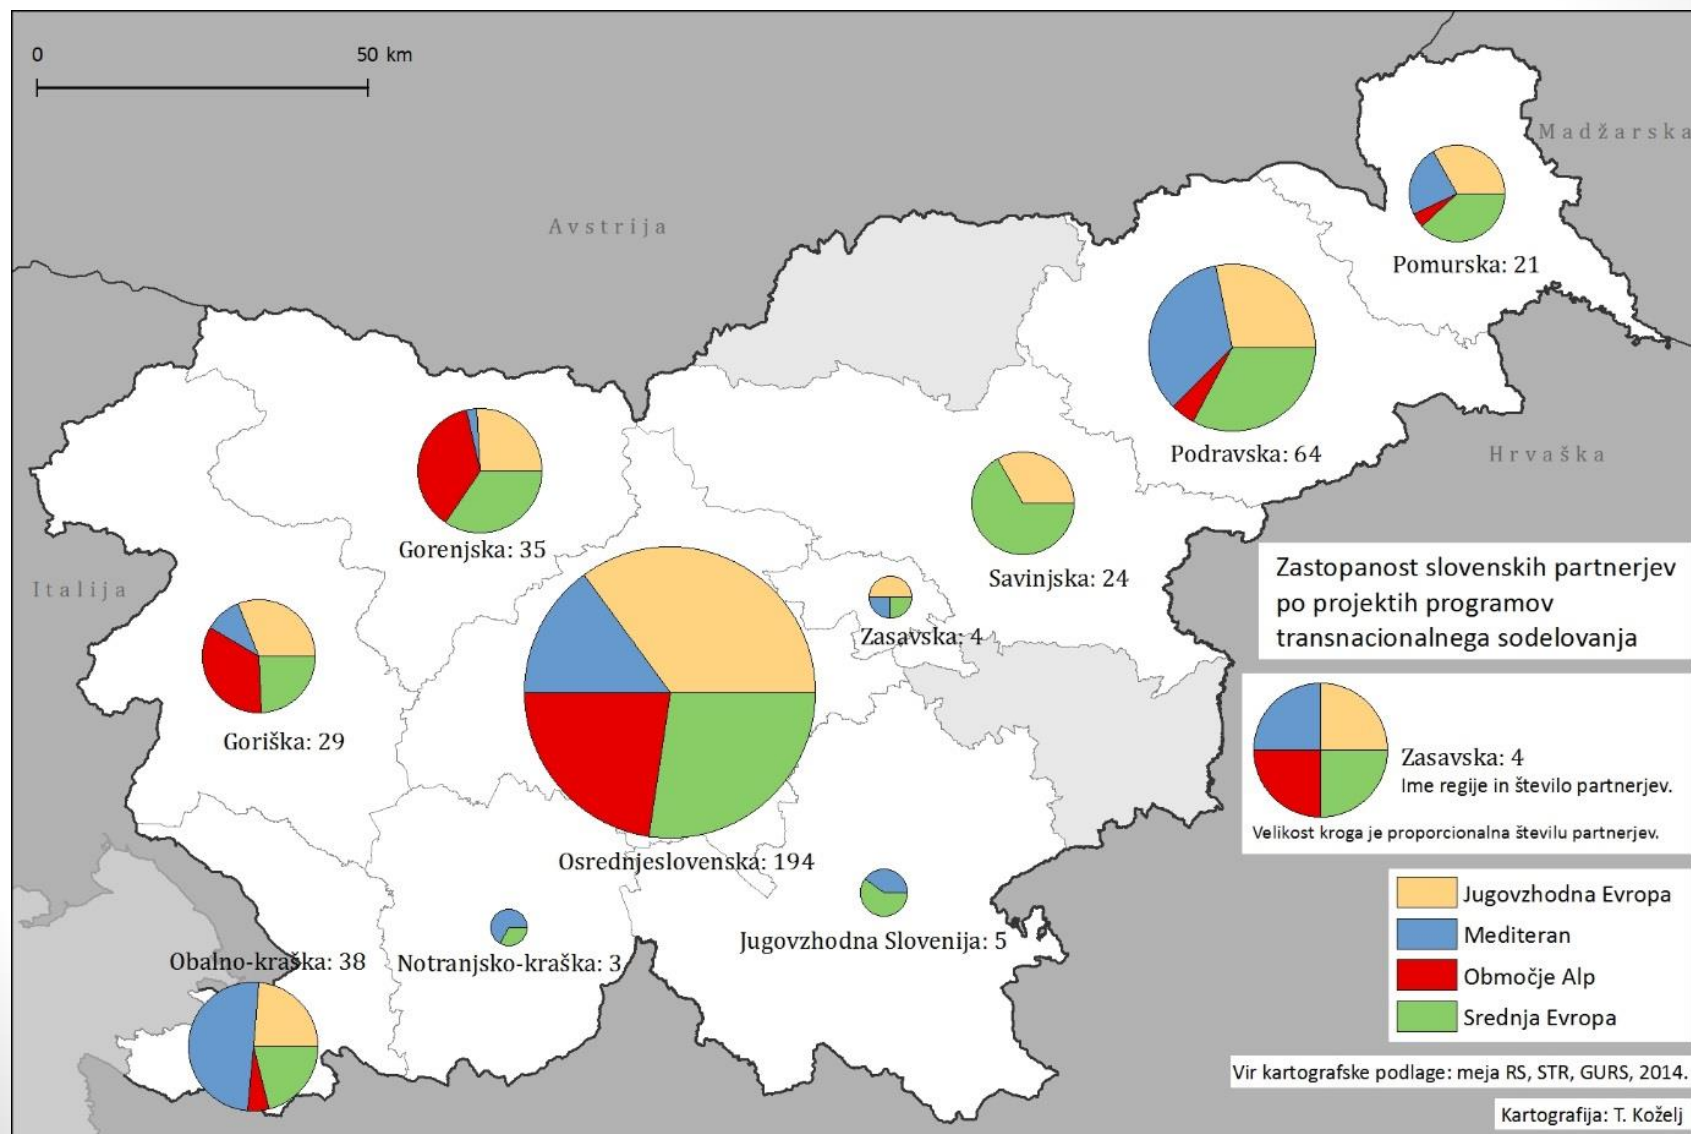 0
50 km
Madžarska
Avstrija
Pomurska: 21
Podravska: 64
Hrvaška
Gorenjska: 35
Savinjska: 24
Italija
Zasavska: 4
Goriška: 29
Osrednjeslovenska: 194
Jugovzhodna Slovenija: 5
Obalno-kraška: 38
Notranjsko-kraška: 3
Zastopanost slovenskih partnerjev
po projektih programov
transnacionalnega sodelovanja
Zasavska: 4
Ime regije in število partnerjev.
Velikost kroga je proporcionalna številu partnerjev.
Jugovzhodna Evropa
Mediteran
Območje Alp
Srednja Evropa
Vir kartografske podlage: meja RS, STR, GURS, 2014.
Kartografija: T. Koželj